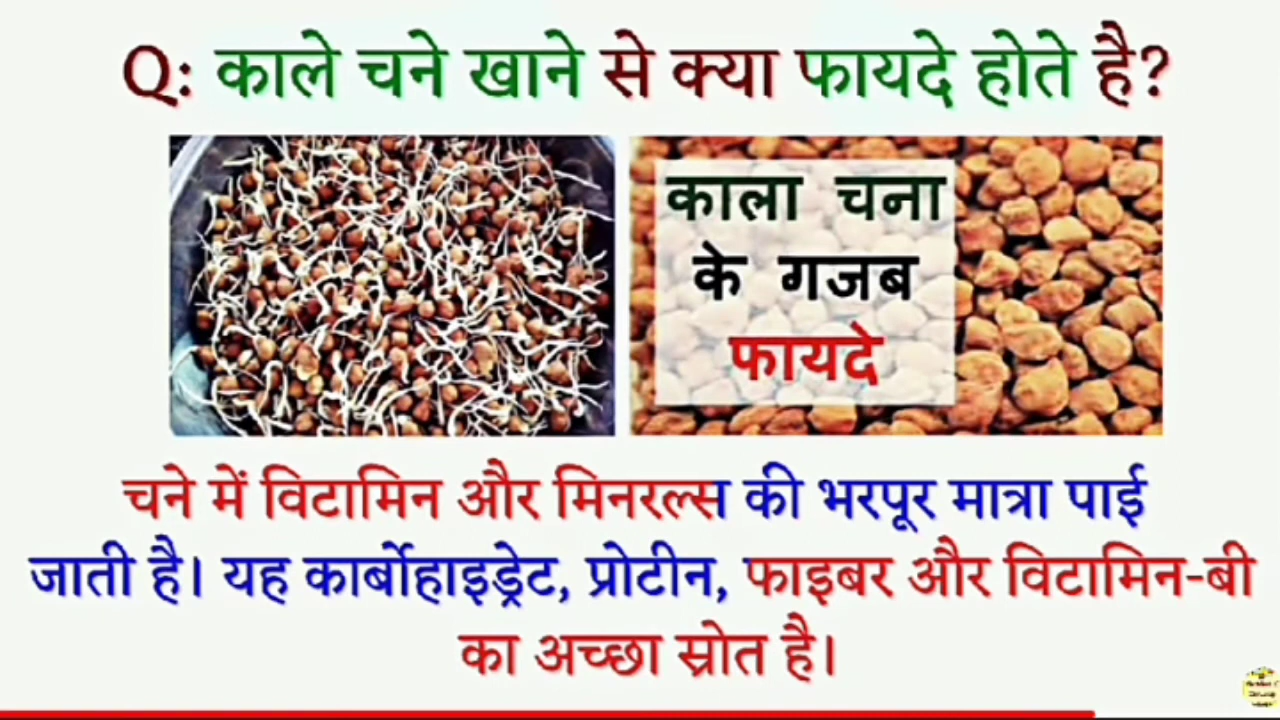 Q: काले चने खाने से क्या फायदे होते है?
काला चना
के गजब
फायदे
चने में विटामिन और मिनरल्स की भरपूर मात्रा पाई
जाती है। यह कार्बोहाइड्रेट, प्रोटीन, फाइबर और विटामिन-बी
का अच्छा स्रोत है।